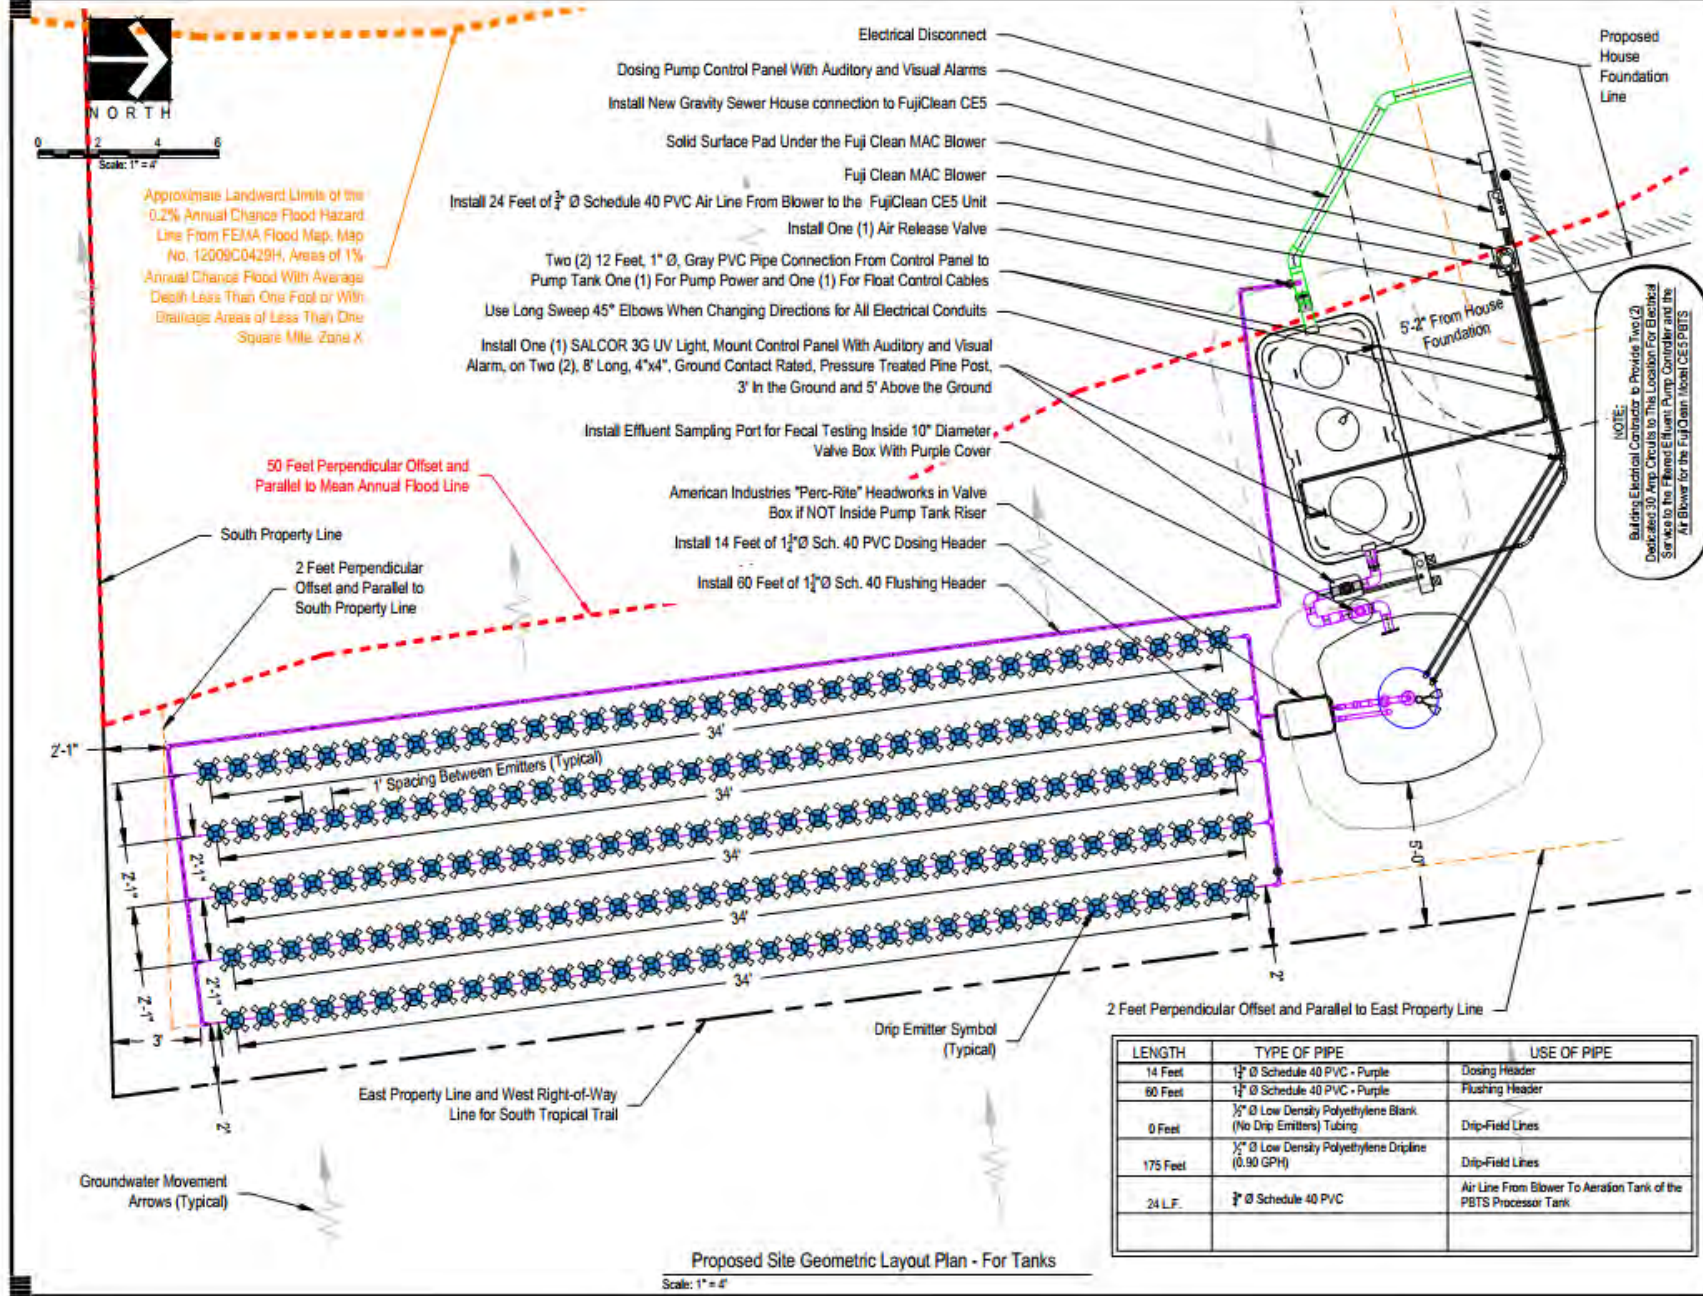 NORTH
0 2 4 6
Scale: 1" = 4'
Approximate Landward Limits of the
0.2% Annual Chance Flood Hazard
Line From FEMA Flood Map, Map
No. 12009C0429H, Areas of 1%
Annual Chance Flood With Average
Depth Less Than One Foot or With
Drainage Areas of Less Than One
Square Mile. Zone X
Electrical Disconnect
Dosing Pump Control Panel With Auditory and Visual Alarms
Install New Gravity Sewer House connection to FujiClean CE5
Solid Surface Pad Under the Fuji Clean MAC Blower
Fuji Clean MAC Blower
Install 24 Feet of 3/4" Ø Schedule 40 PVC Air Line From Blower to the FujiClean CE5 Unit
Install One (1) Air Release Valve
Two (2) 12 Feet, 1" Ø, Gray PVC Pipe Connection From Control Panel to
Pump Tank One (1) For Pump Power and One (1) For Float Control Cables
Use Long Sweep 45° Elbows When Changing Directions for All Electrical Conduits
Install One (1) SALCOR 3G UV Light, Mount Control Panel With Auditory and Visual
Alarm, on Two (2), 8' Long, 4"x4", Ground Contact Rated, Pressure Treated Pine Post,
3' In the Ground and 5' Above the Ground
Install Effluent Sampling Port for Fecal Testing Inside 10" Diameter
Valve Box With Purple Cover
American Industries "Perc-Rite" Headworks in Valve
Box if NOT Inside Pump Tank Riser
Install 14 Feet of 1 1/4"Ø Sch. 40 PVC Dosing Header
Install 60 Feet of 1 1/4"Ø Sch. 40 Flushing Header
Proposed
House
Foundation
Line
5'-2" From House
Foundation
NOTE:
Building Electrical Contractor to Provide Two (2)
Dedicated 30 Amp Circuits to This Location For Electrical
Service to the Filtered Effluent Pump Controller and the
Air Blower for the FujiClean Model CE5 PBTS
50 Feet Perpendicular Offset and
Parallel to Mean Annual Flood Line
South Property Line
2 Feet Perpendicular
Offset and Parallel to
South Property Line
2'-1"
34'
1' Spacing Between Emitters (Typical)
34'
34'
34'
34'
2'-1"
2'-1"
2'-1"
2'-1"
2'-1"
3'
2'
2'
5'-0"
Drip Emitter Symbol
(Typical)
East Property Line and West Right-of-Way
Line for South Tropical Trail
Groundwater Movement
Arrows (Typical)
2 Feet Perpendicular Offset and Parallel to East Property Line
LENGTH TYPE OF PIPE USE OF PIPE
14 Feet 1 1/4" Ø Schedule 40 PVC - Purple Dosing Header
60 Feet 1 1/4" Ø Schedule 40 PVC - Purple Flushing Header
0 Feet 1/2" Ø Low Density Polyethylene Blank
(No Drip Emitters) Tubing Drip-Field Lines
175 Feet 1/2" Ø Low Density Polyethylene Dripline
(0.90 GPH) Drip-Field Lines
24 L.F. 3/4" Ø Schedule 40 PVC Air Line From Blower To Aeration Tank of the
PBTS Processor Tank
Proposed Site Geometric Layout Plan - For Tanks
Scale: 1" = 4'